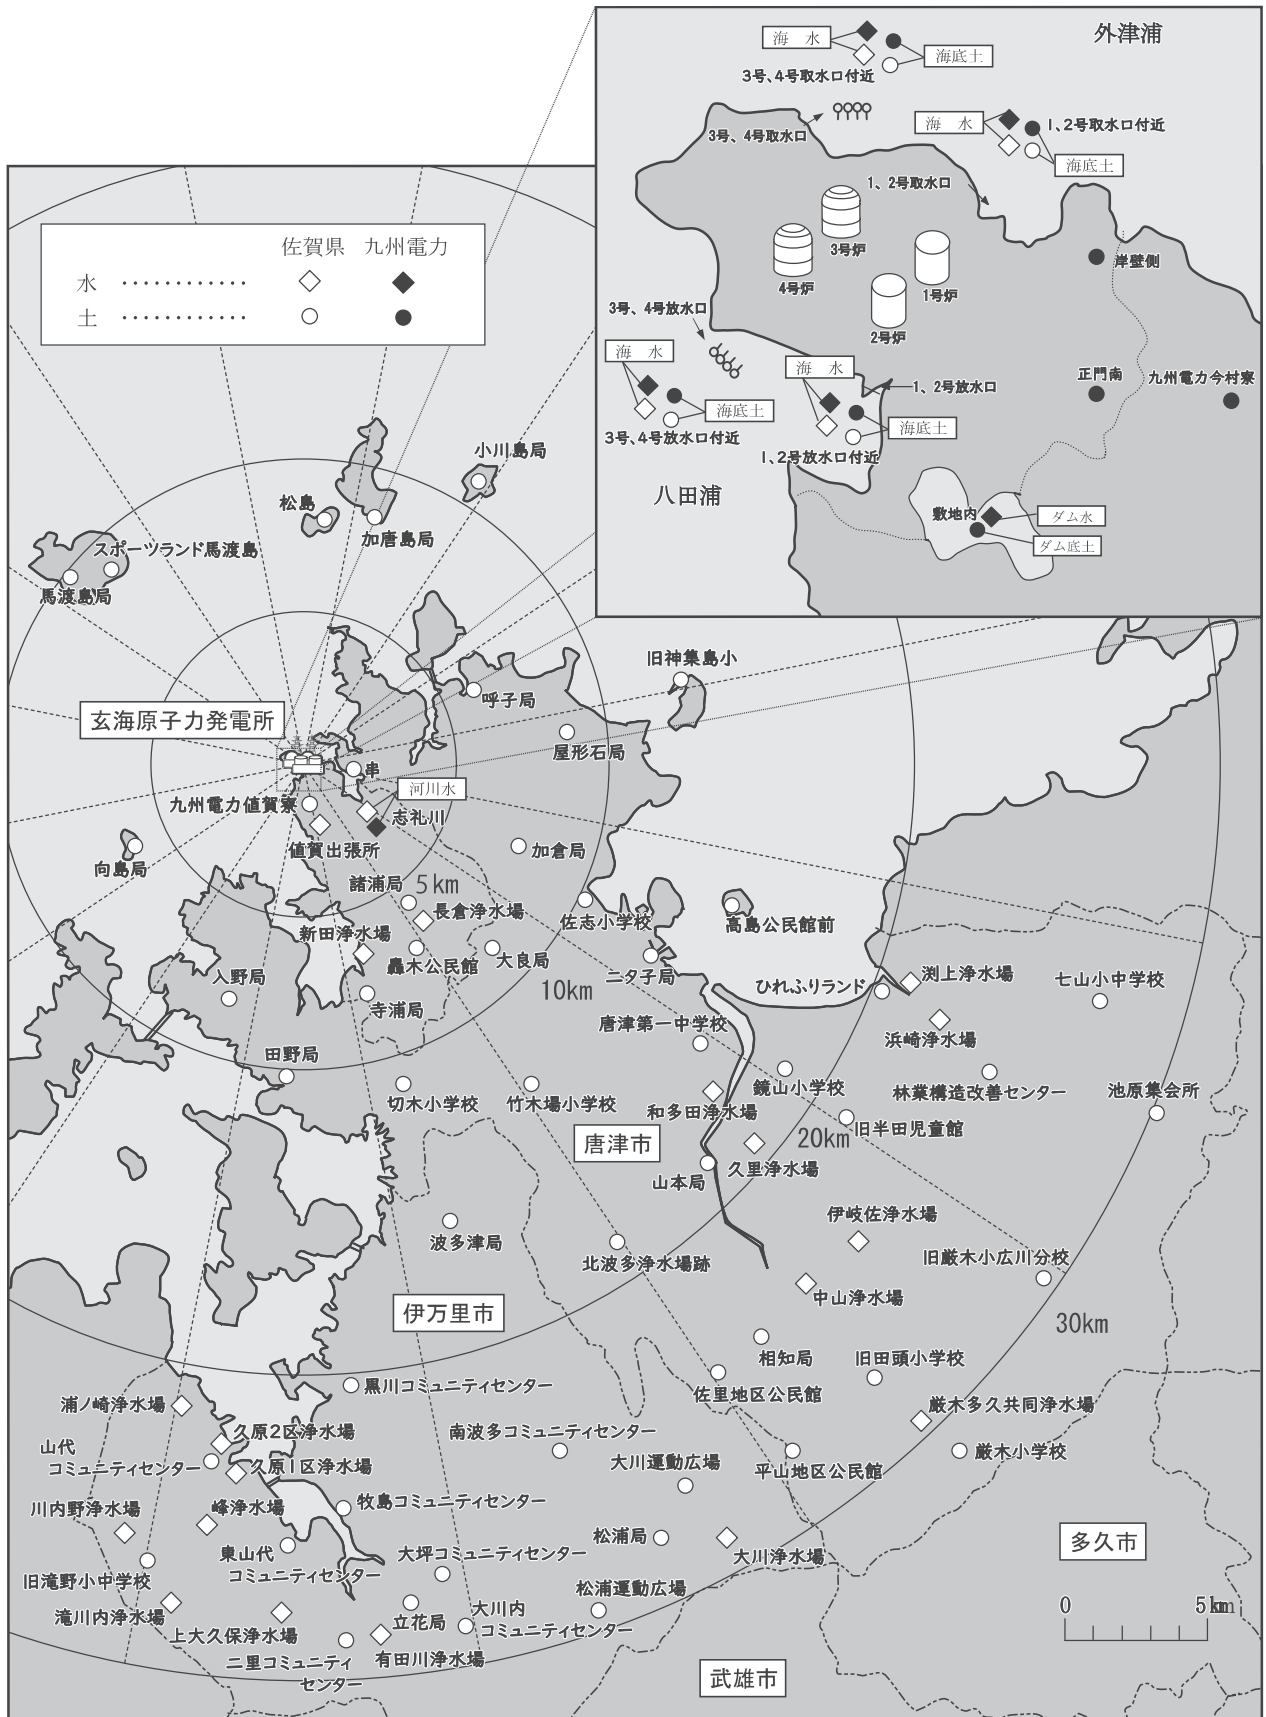 外津浦
海 水
海底土
3号、4号取水口付近
海 水
1、2号取水口付近
海底土
3号、4号取水口
1、2号取水口
3号炉
4号炉
1号炉
2号炉
岸壁側
3号、4号放水口
海 水
海 水
正門南
九州電力今村寮
1、2号放水口
海底土
海底土
3号、4号放水口付近
1、2号放水口付近
八田浦
敷地内
ダム水
ダム底土
佐賀県 九州電力
水 ‥‥‥‥‥‥
土 ‥‥‥‥‥‥
小川島局
松島
加唐島局
スポーツランド馬渡島
馬渡島局
旧神集島小
呼子局
玄海原子力発電所
屋形石局
串
河川水
九州電力値賀寮
志礼川
値賀出張所
加倉局
向島局
諸浦局
5km
長倉浄水場
佐志小学校
高島公民館前
新田浄水場
轟木公民館
大良局
二タ子局
入野局
10km
ひれふりランド
渕上浄水場
七山小中学校
寺浦局
唐津第一中学校
浜崎浄水場
田野局
切木小学校
竹木場小学校
鏡山小学校
林業構造改善センター
池原集会所
和多田浄水場
20km
旧半田児童館
唐津市
久里浄水場
山本局
波多津局
伊岐佐浄水場
北波多浄水場跡
旧厳木小広川分校
中山浄水場
伊万里市
30km
相知局
旧田頭小学校
黒川コミュニティセンター
佐里地区公民館
浦ノ崎浄水場
厳木多久共同浄水場
久原2区浄水場
南波多コミュニティセンター
山代
コミュニティセンター
久原1区浄水場
大川運動広場
平山地区公民館
厳木小学校
川内野浄水場
峰浄水場
牧島コミュニティセンター
松浦局
大川浄水場
多久市
東山代
コミュニティセンター
大坪コミュニティセンター
旧滝野小中学校
松浦運動広場
滝川内浄水場
立花局
大川内
コミュニティセンター
上大久保浄水場
二里コミュニティ
センター
有田川浄水場
武雄市
0 5km